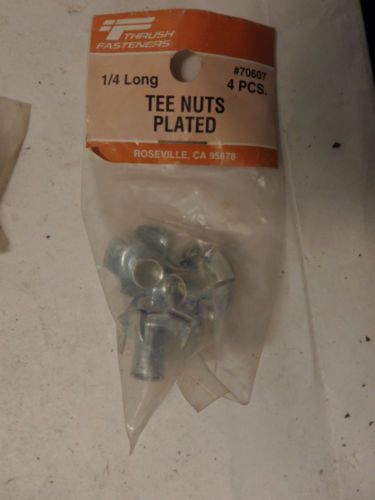 THRUSH
FASTENERS
1/4 Long
#70607
4 PCS.
TEE NUTS
PLATED
ROSEVILLE, CA 95678